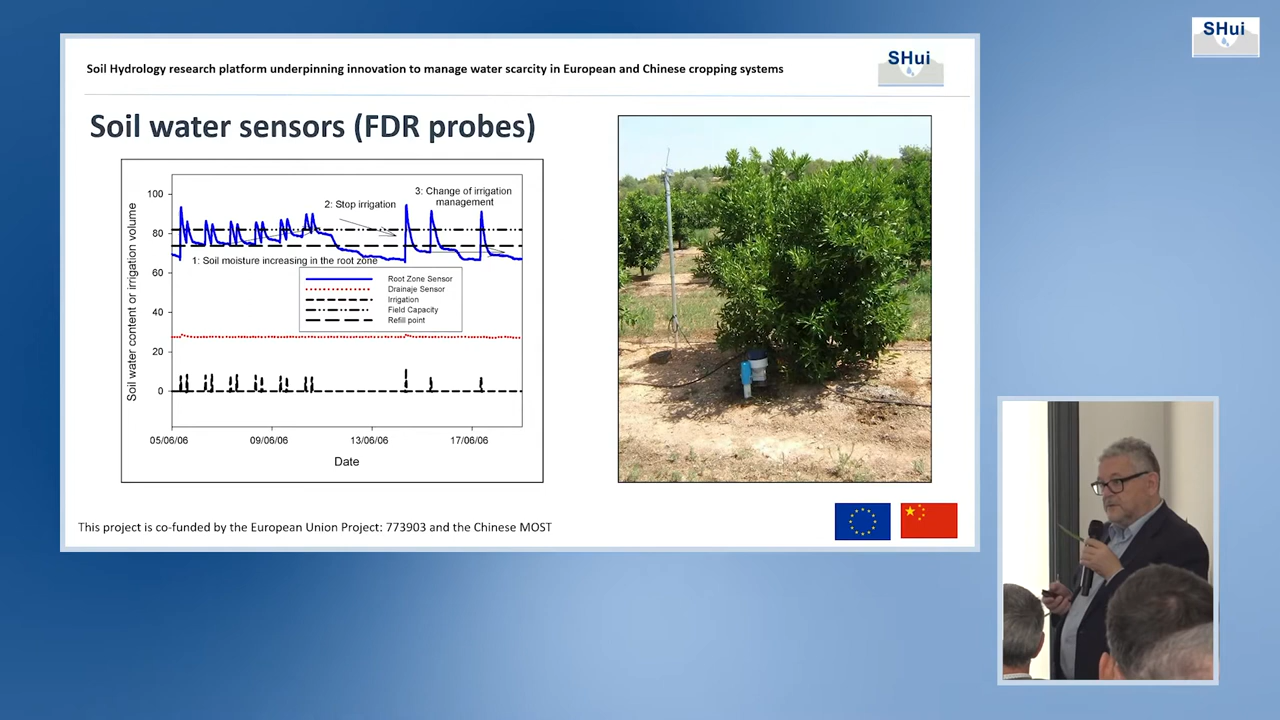 SHui
Soil Hydrology research platform underpinning innovation to manage water scarcity in European and Chinese cropping systems
SHui
Soil water sensors (FDR probes)
Soil water content or irrigation volume
100
80
60
40
20
0
3: Change of irrigation
management
2: Stop irrigation
1: Soil moisture increasing in the root zone
Root Zone Sensor
Drainaje Sensor
Irrigation
Field Capacity
Refill point
05/06/06
09/06/06
13/06/06
17/06/06
Date
This project is co-funded by the European Union Project: 773903 and the Chinese MOST